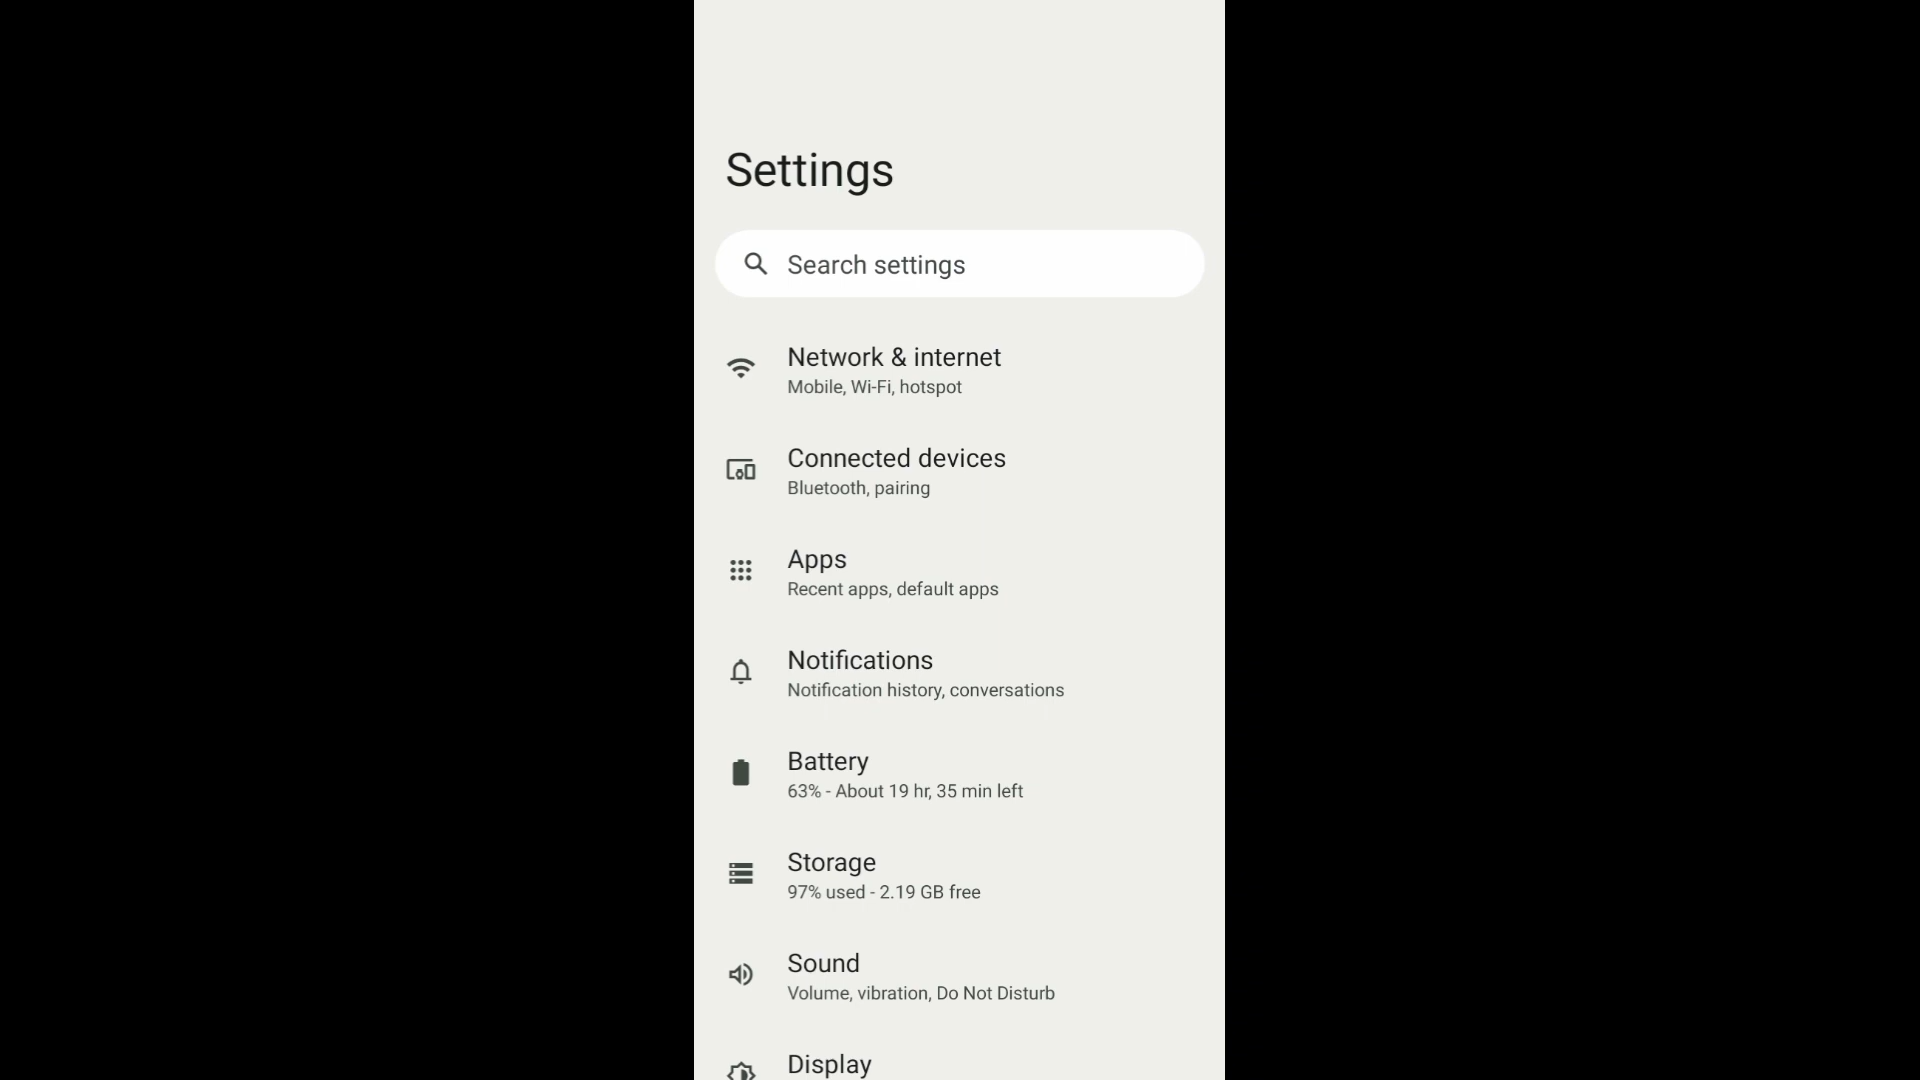 Settings
Search settings
Network & internet
Mobile, Wi-Fi, hotspot
Connected devices
Bluetooth, pairing
Apps
Recent apps, default apps
Notifications
Notification history, conversations
Battery
63% - About 19 hr, 35 min left
Storage
97% used - 2.19 GB free
Sound
Volume, vibration, Do Not Disturb
Display